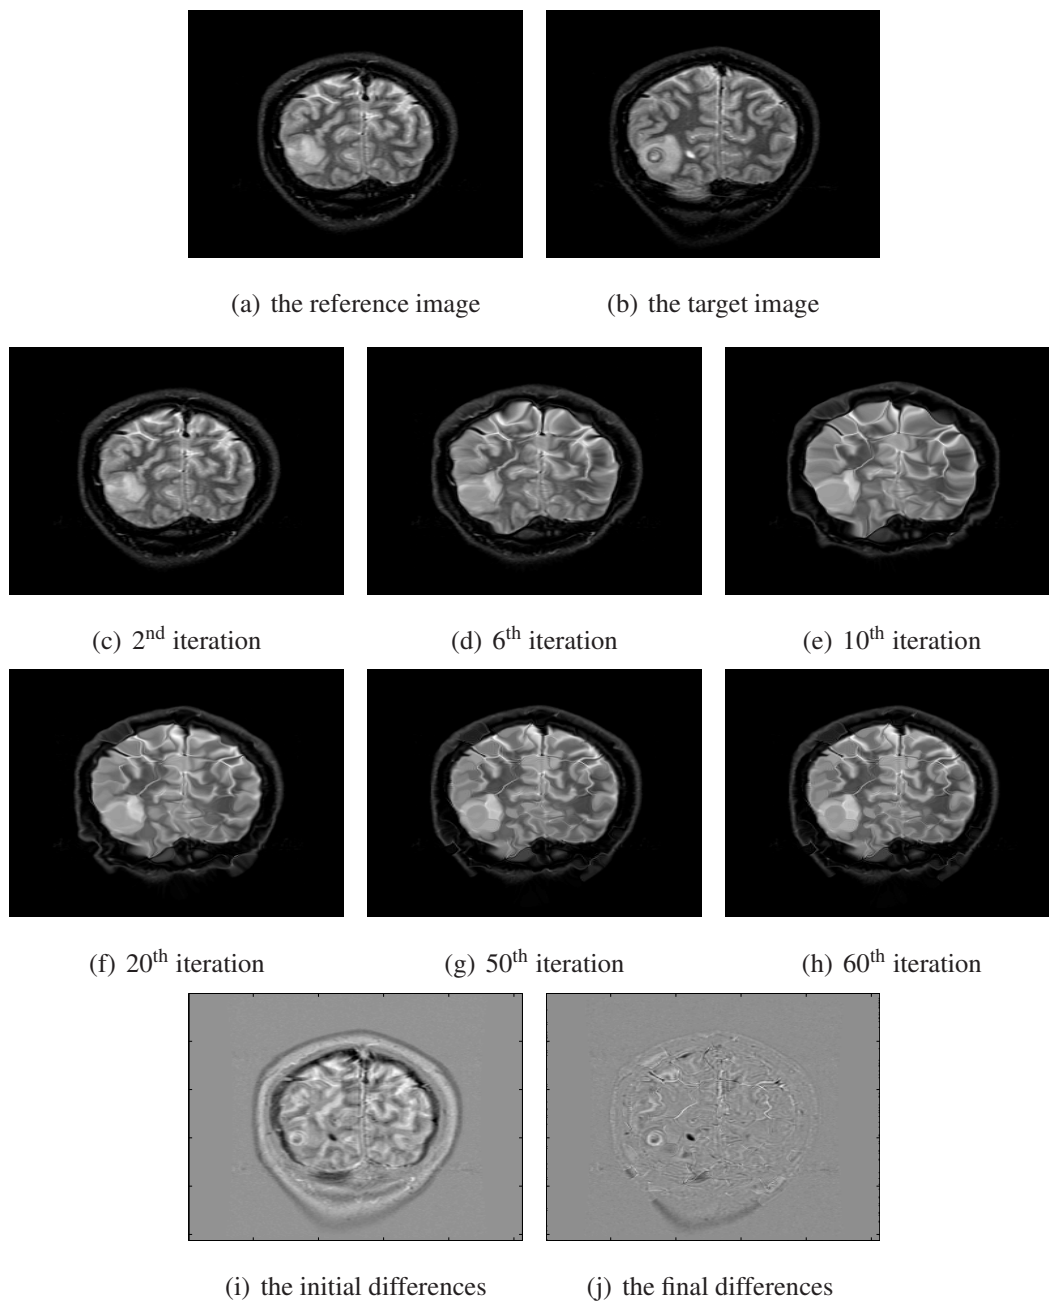 (a) the reference image
(b) the target image
(c) 2nd iteration
(d) 6th iteration
(e) 10th iteration
(f) 20th iteration
(g) 50th iteration
(h) 60th iteration
(i) the initial differences
(j) the final differences